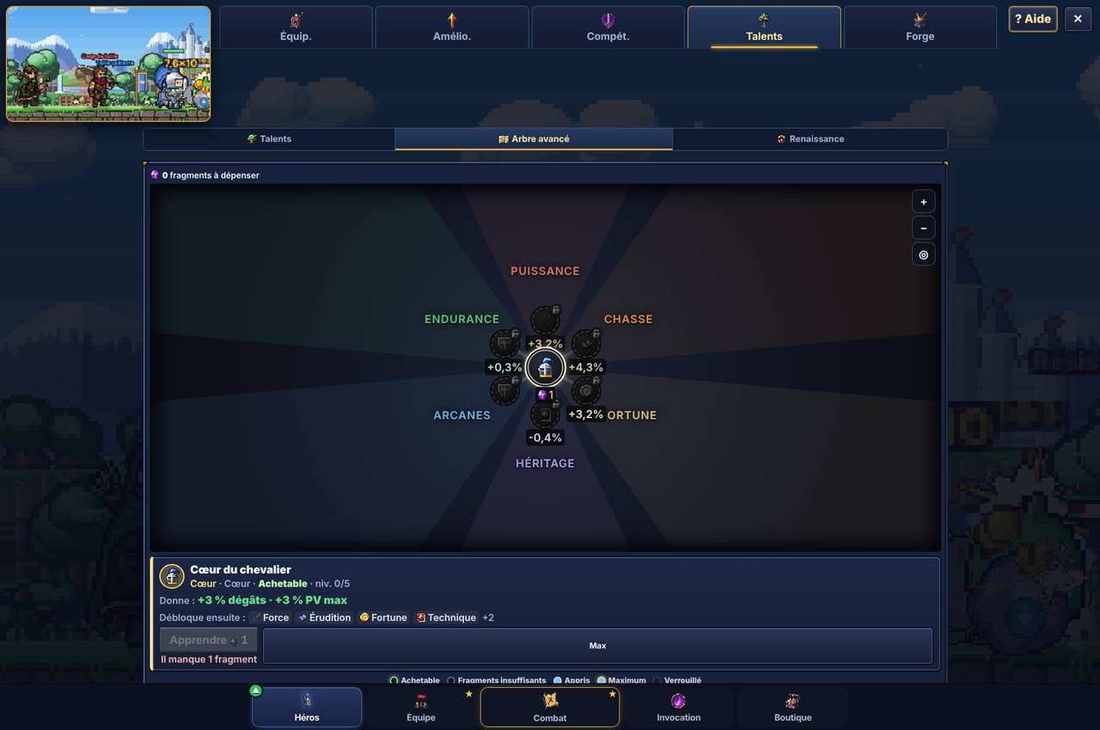 Équip.
Amélio.
Compét.
Talents
Forge
? Aide
×
7,6×10
Talents
Arbre avancé
Renaissance
0 fragments à dépenser
+
−
PUISSANCE
ENDURANCE
CHASSE
+3,2%
+0,3%
+4,3%
1
ARCANES
+3,2%
ORTUNE
-0,4%
HÉRITAGE
Cœur du chevalier
Cœur · Cœur · Achetable · niv. 0/5
Donne : +3 % dégâts · +3 % PV max
Débloque ensuite : Force Érudition Fortune Technique +2
Apprendre · 1
Max
Il manque 1 fragment
Achetable Fragments insuffisants Appris Maximum Verrouillé
Héros
Équipe
Combat
Invocation
Boutique